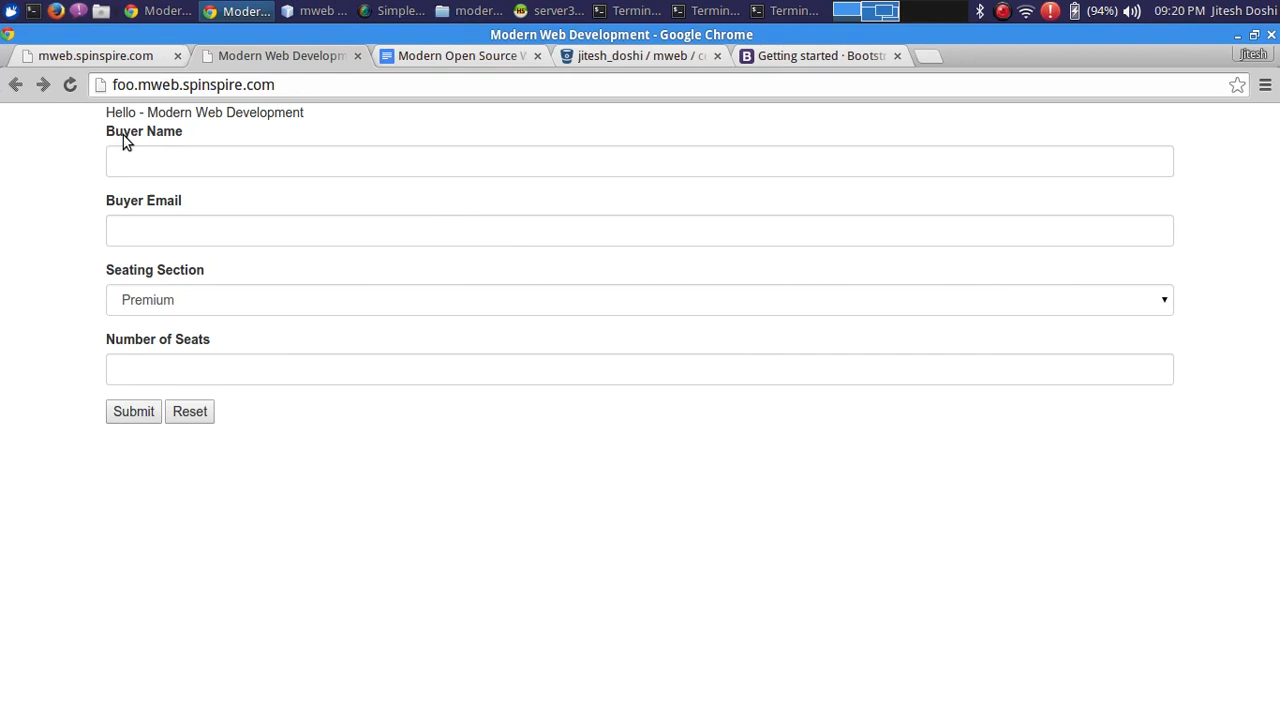 Moder... Moder... mweb ... Simple... moder... server3... Termin... Termin... Termin... (94%) 09:20 PM Jitesh Doshi
Modern Web Development - Google Chrome
mweb.spinspire.com Modern Web Developm Modern Open Source W jitesh_doshi / mweb / c Getting started · Bootst Jitesh
foo.mweb.spinspire.com
Hello - Modern Web Development
Buyer Name
Buyer Email
Seating Section
Premium
Number of Seats
Submit Reset